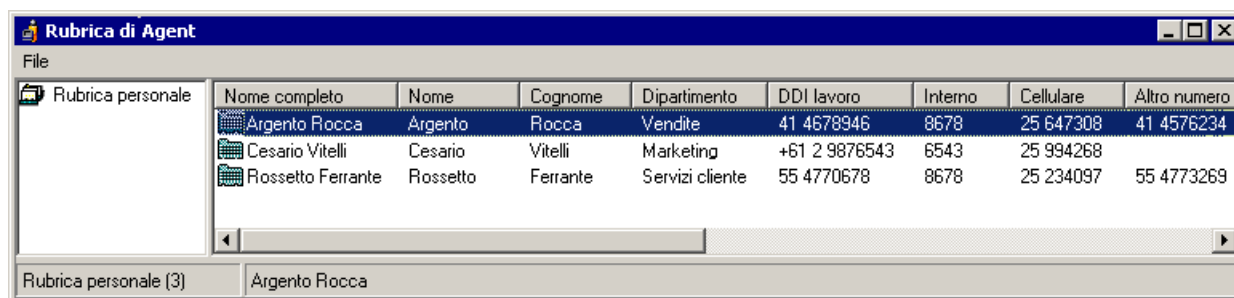 Rubrica di Agent
File
Rubrica personale
Nome completo Nome Cognome Dipartimento DDI lavoro Interno Cellulare Altro numero
Argento Rocca Argento Rocca Vendite 41 4678946 8678 25 647308 41 4576234
Cesario Vitelli Cesario Vitelli Marketing +61 2 9876543 6543 25 994268
Rossetto Ferrante Rossetto Ferrante Servizi cliente 55 4770678 8678 25 234097 55 4773269
Rubrica personale (3) Argento Rocca